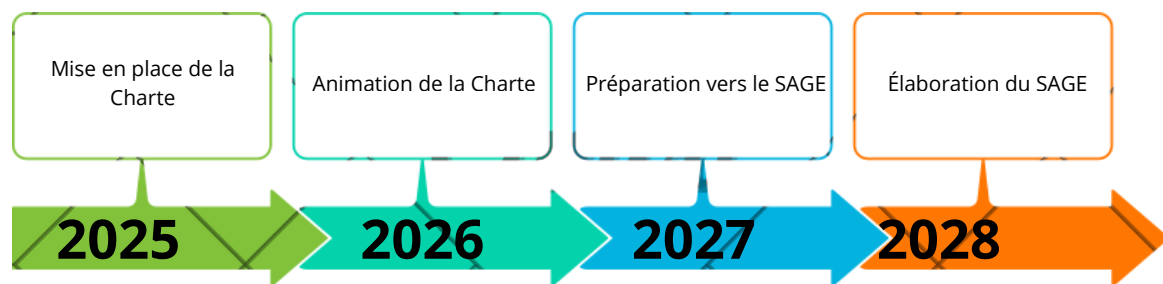 Mise en place de la
Charte
Animation de la Charte
Préparation vers le SAGE
Élaboration du SAGE
2025
2026
2027
2028